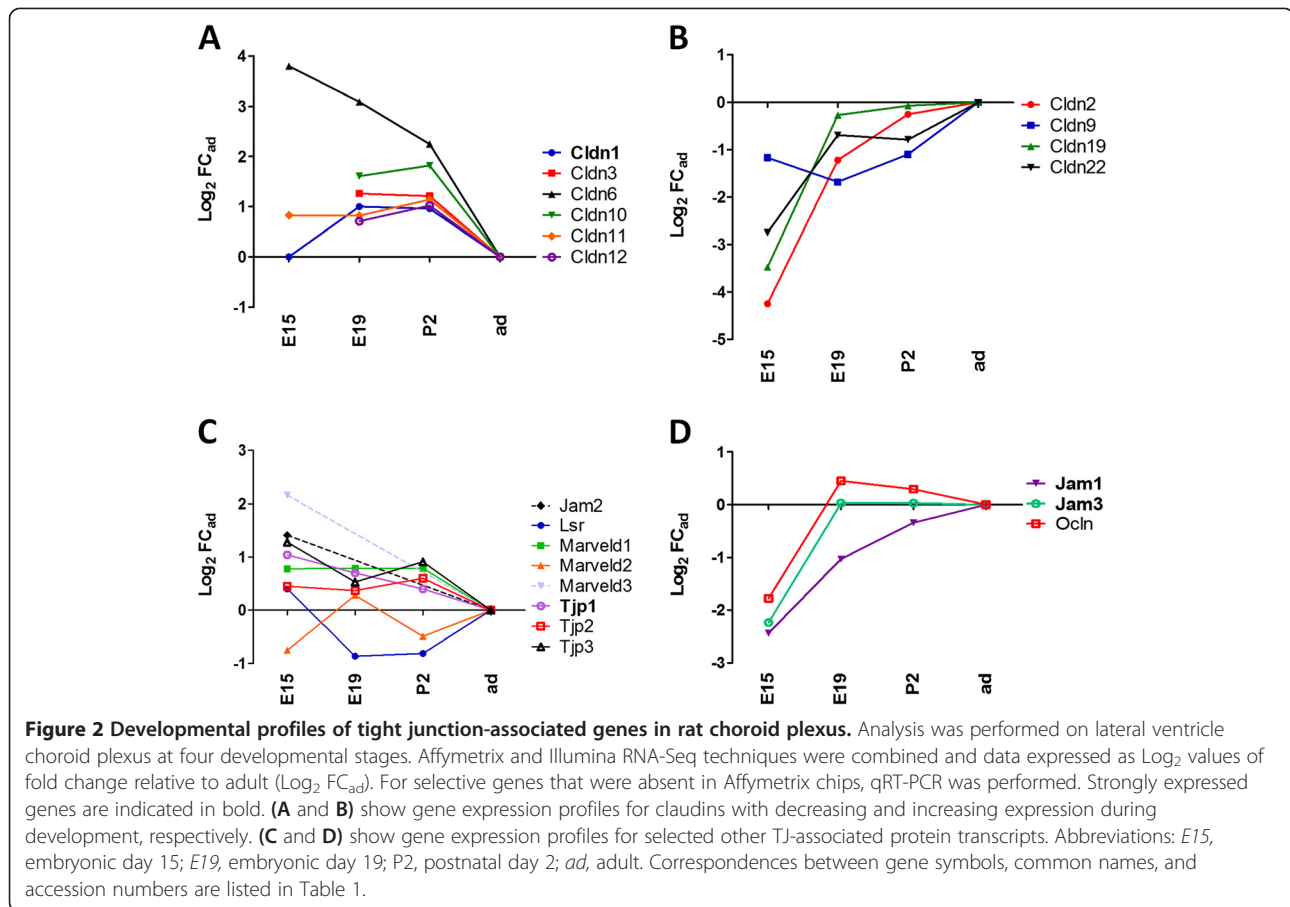 A
Log2 FCad
4
3
2
1
0
-1
E15
E19
P2
ad
Cldn1
Cldn3
Cldn6
Cldn10
Cldn11
Cldn12
B
Log2 FCad
1
0
-1
-2
-3
-4
-5
E15
E19
P2
ad
Cldn2
Cldn9
Cldn19
Cldn22
C
Log2 FCad
3
2
1
0
-1
E15
E19
P2
ad
Jam2
Lsr
Marveld1
Marveld2
Marveld3
Tjp1
Tjp2
Tjp3
D
Log2 FCad
1
0
-1
-2
-3
E15
E19
P2
ad
Jam1
Jam3
Ocln
Figure 2 Developmental profiles of tight junction-associated genes in rat choroid plexus. Analysis was performed on lateral ventricle
choroid plexus at four developmental stages. Affymetrix and Illumina RNA-Seq techniques were combined and data expressed as Log2 values of
fold change relative to adult (Log2 FCad). For selective genes that were absent in Affymetrix chips, qRT-PCR was performed. Strongly expressed
genes are indicated in bold. (A and B) show gene expression profiles for claudins with decreasing and increasing expression during
development, respectively. (C and D) show gene expression profiles for selected other TJ-associated protein transcripts. Abbreviations: E15,
embryonic day 15; E19, embryonic day 19; P2, postnatal day 2; ad, adult. Correspondences between gene symbols, common names, and
accession numbers are listed in Table 1.